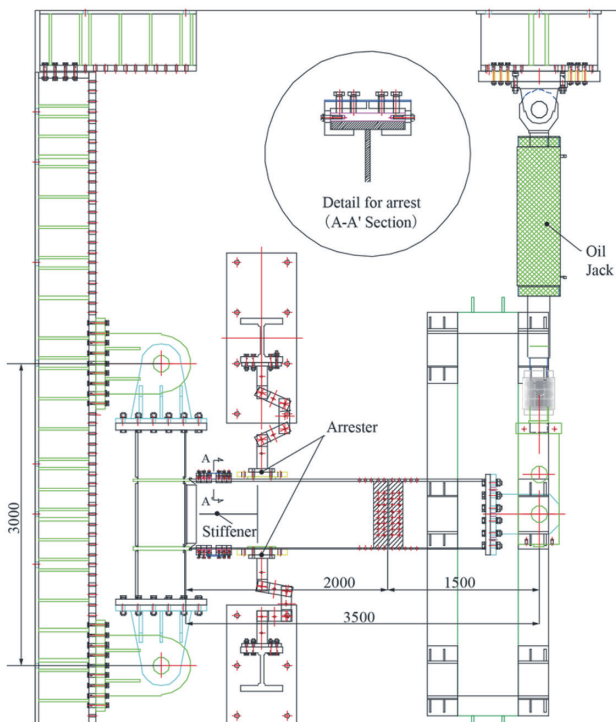 Detail for arrest
(A-A' Section)
Oil
Jack
Arrester
A
A'
Stiffener
3000
2000
1500
3500